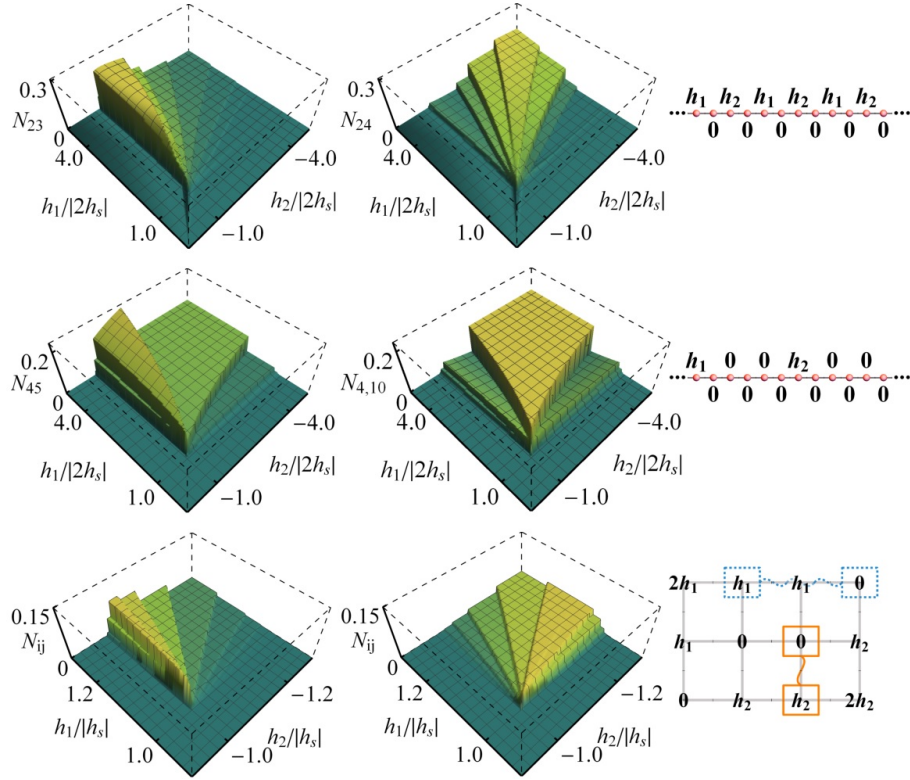 0.3
N₂₃
0
4.0
h₁/|2hₛ|
1.0
−1.0
h₂/|2hₛ|
−4.0
0.3
N₂₄
0
4.0
h₁/|2hₛ|
1.0
−1.0
h₂/|2hₛ|
−4.0
h₁ h₂ h₁ h₂ h₁ h₂
0 0 0 0 0 0
0.2
N₄₅
0
4.0
h₁/|2hₛ|
1.0
−1.0
h₂/|2hₛ|
−4.0
0.2
N₄,₁₀
0
4.0
h₁/|2hₛ|
1.0
−1.0
h₂/|2hₛ|
−4.0
h₁ 0 0 h₂ 0 0
0 0 0 0 0 0
0.15
Nᵢⱼ
0
1.2
h₁/|hₛ|
1.0
−1.0
h₂/|hₛ|
−1.2
0.15
Nᵢⱼ
0
1.2
h₁/|hₛ|
1.0
−1.0
h₂/|hₛ|
−1.2
2h₁ h₁ h₁ 0
h₁ 0 0 h₂
0 h₂ h₂ 2h₂